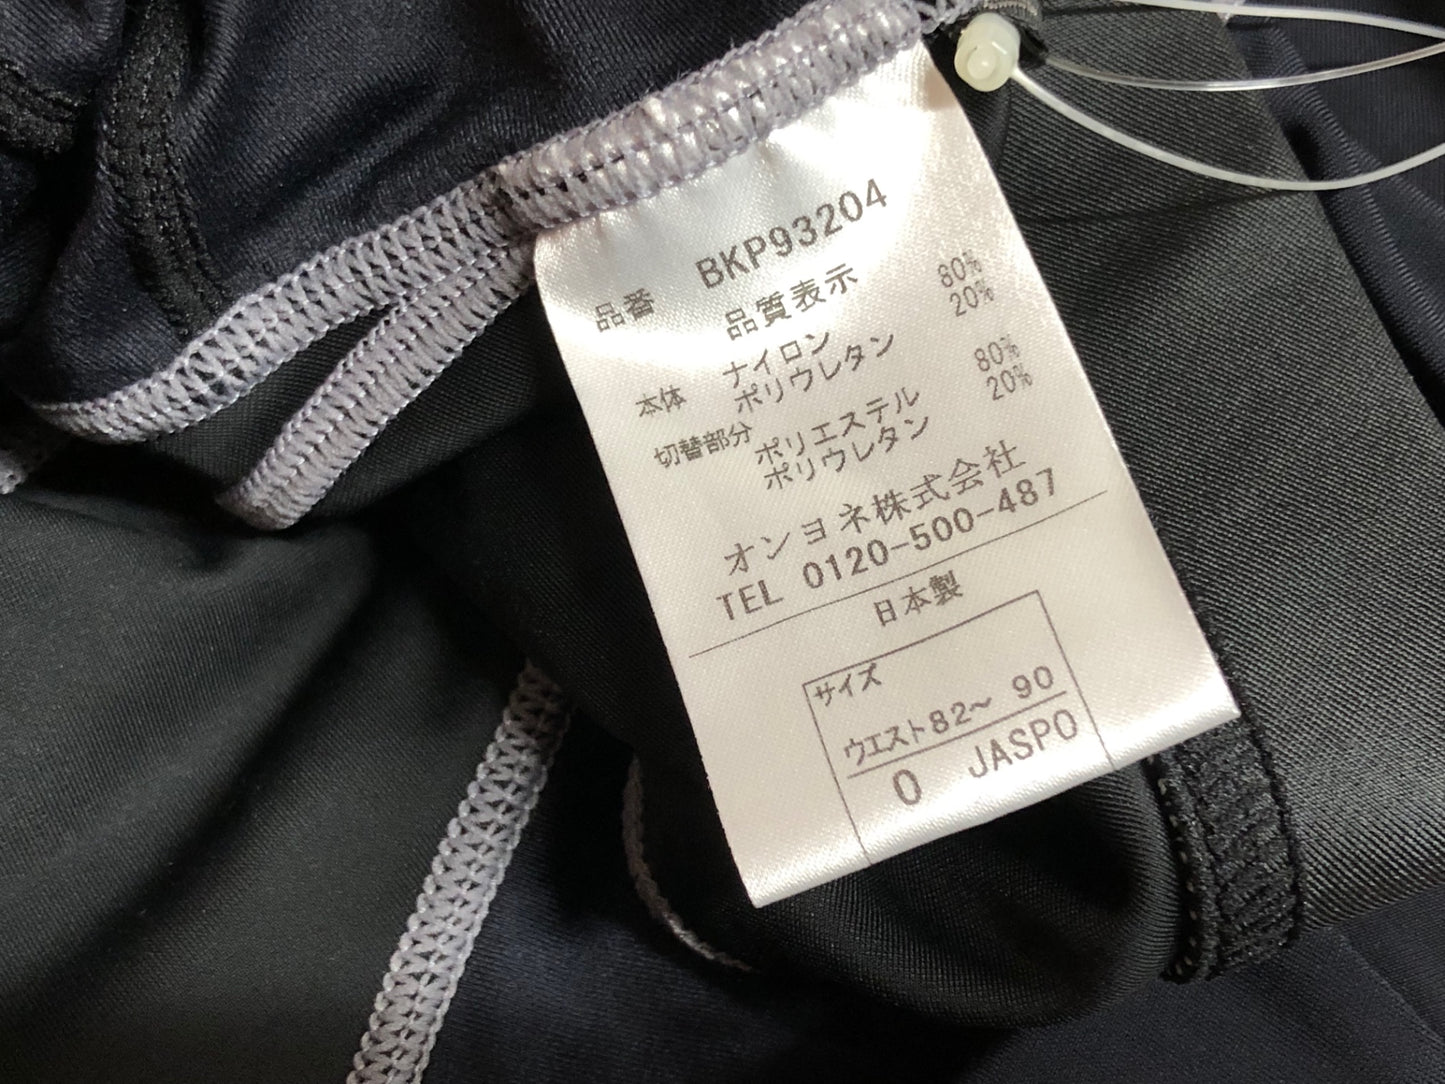 品番 BKP93204
品質表示
本体 ナイロン 80%
ポリウレタン 20%
切替部分 ポリエステル 80%
ポリウレタン 20%
オンヨネ株式会社
TEL 0120-500-487
日本製
サイズ
ウエスト82～ 90
O JASPO